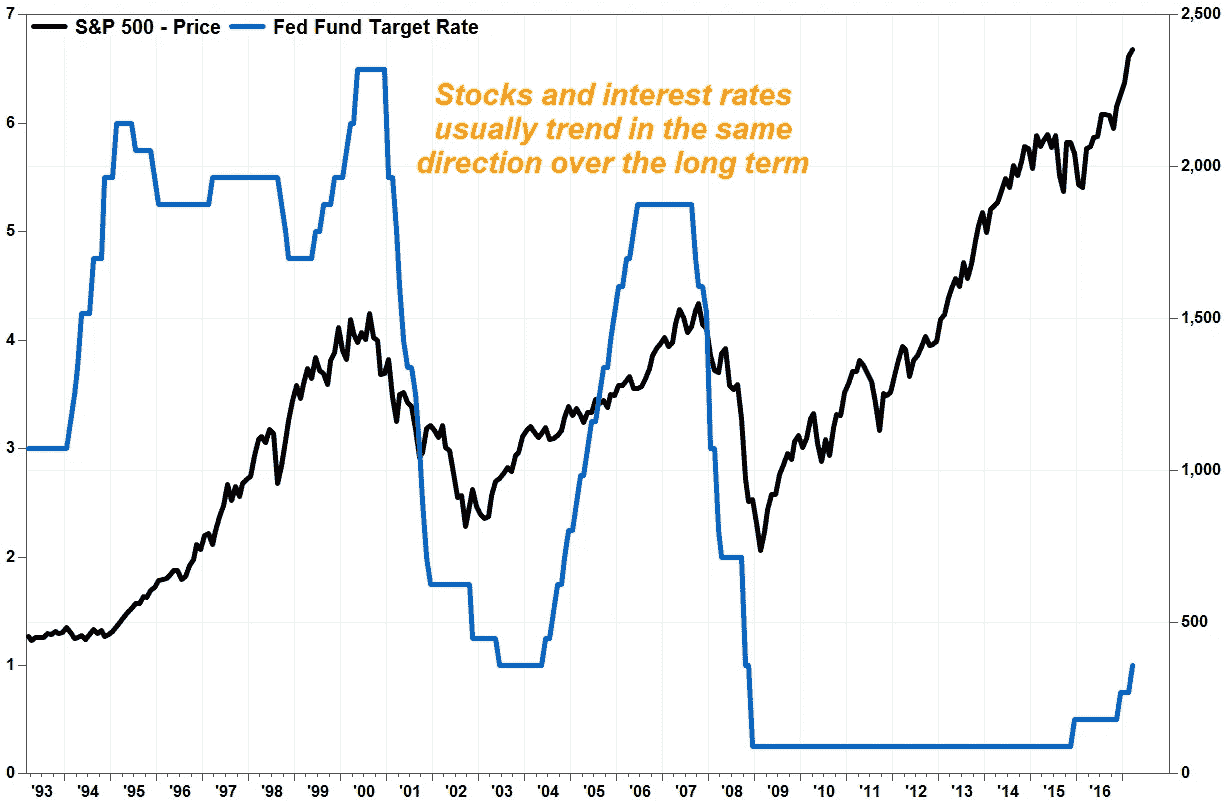 7
2,500
S&P 500 - Price
Fed Fund Target Rate
Stocks and interest rates
usually trend in the same
direction over the long term
6
2,000
5
1,500
4
3
1,000
2
500
1
0
0
'93 '94 '95 '96 '97 '98 '99 '00 '01 '02 '03 '04 '05 '06 '07 '08 '09 '10 '11 '12 '13 '14 '15 '16